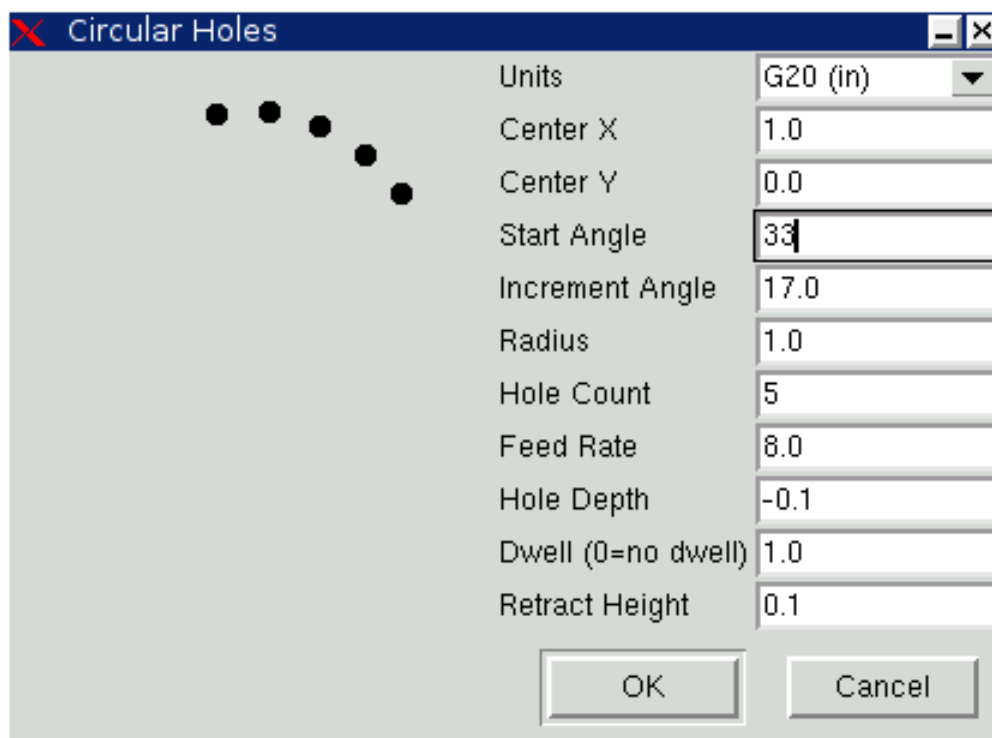 Circular Holes
Units G20 (in)
Center X 1.0
Center Y 0.0
Start Angle 33
Increment Angle 17.0
Radius 1.0
Hole Count 5
Feed Rate 8.0
Hole Depth -0.1
Dwell (0=no dwell) 1.0
Retract Height 0.1
OK Cancel